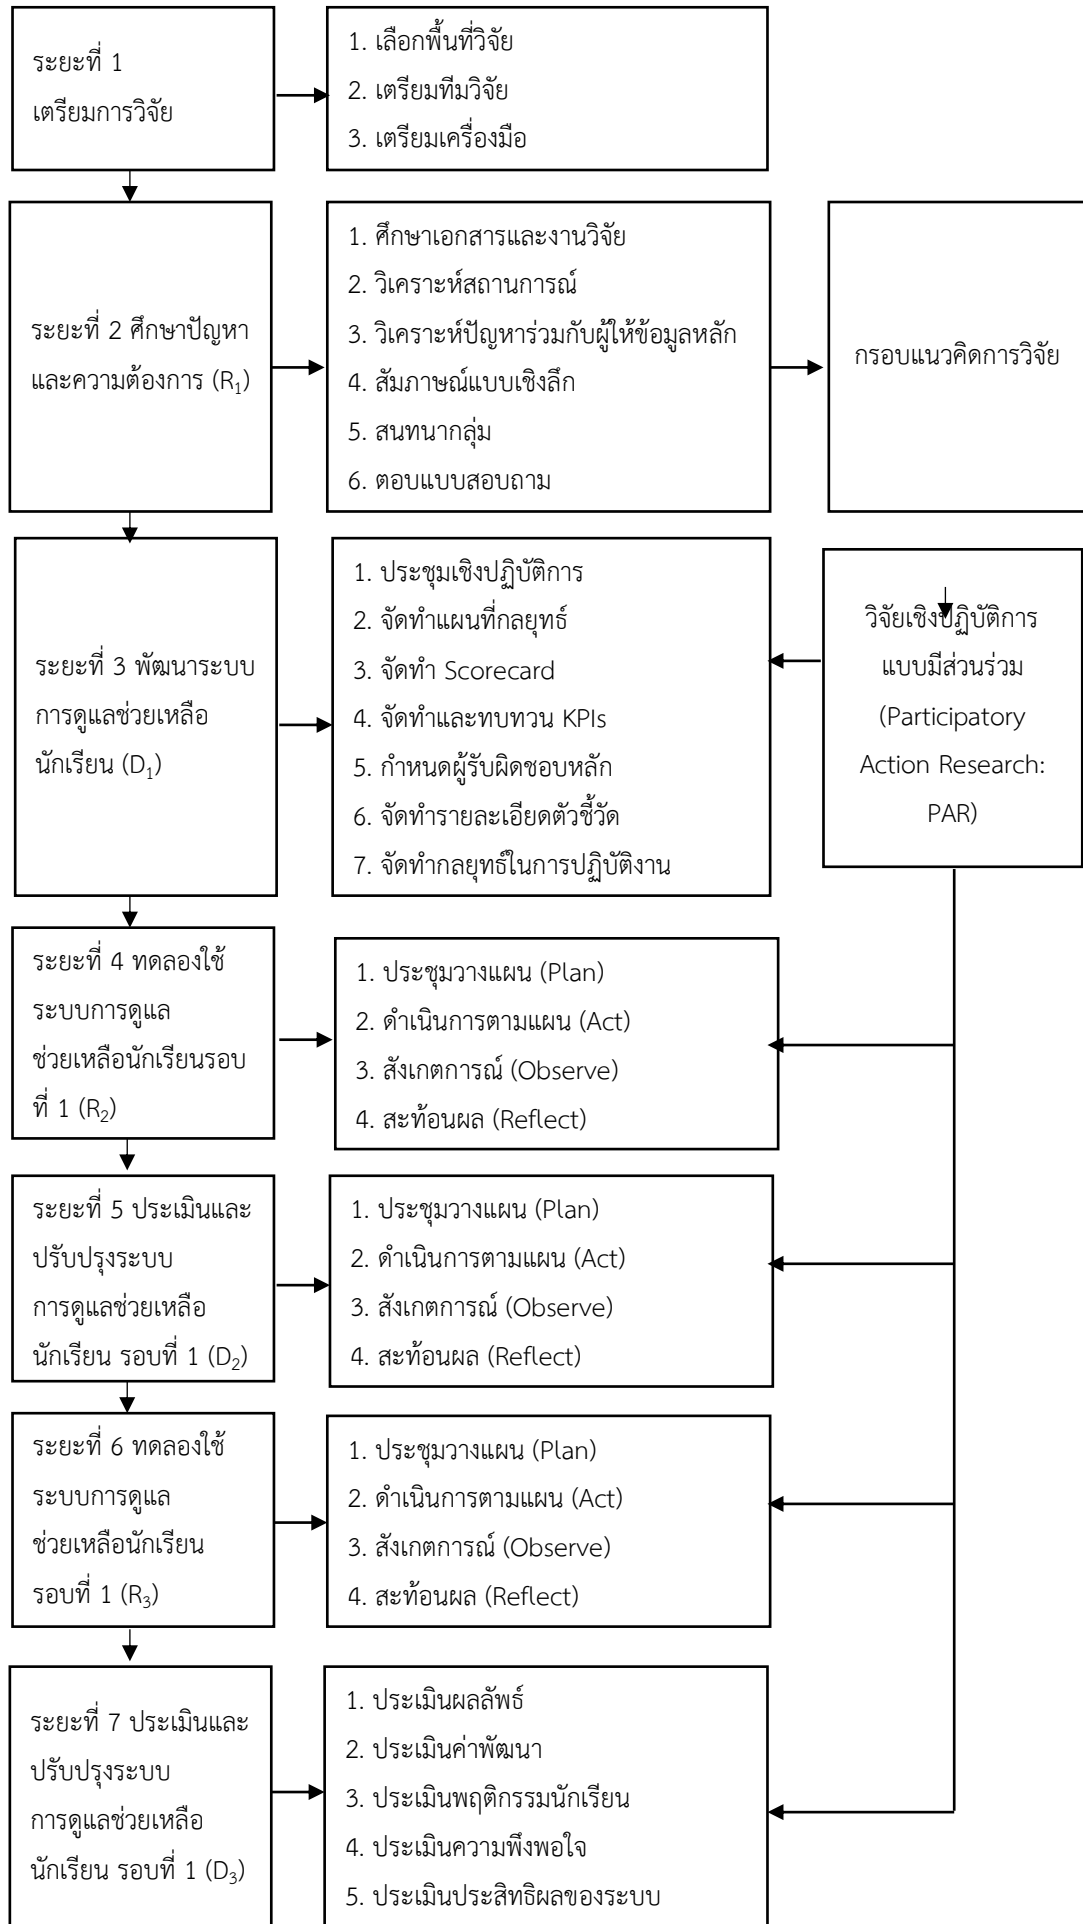 ระยะที่ 1
เตรียมการวิจัย
1. เลือกพื้นที่วิจัย
2. เตรียมทีมวิจัย
3. เตรียมเครื่องมือ
ระยะที่ 2 ศึกษาปัญหา
และความต้องการ (R₁)
1. ศึกษาเอกสารและงานวิจัย
2. วิเคราะห์สถานการณ์
3. วิเคราะห์ปัญหาร่วมกับผู้ให้ข้อมูลหลัก
4. สัมภาษณ์แบบเชิงลึก
5. สนทนากลุ่ม
6. ตอบแบบสอบถาม
กรอบแนวคิดการวิจัย
ระยะที่ 3 พัฒนาระบบ
การดูแลช่วยเหลือ
นักเรียน (D₁)
1. ประชุมเชิงปฏิบัติการ
2. จัดทำแผนที่กลยุทธ์
3. จัดทำ Scorecard
4. จัดทำและทบทวน KPIs
5. กำหนดผู้รับผิดชอบหลัก
6. จัดทำรายละเอียดตัวชี้วัด
7. จัดทำกลยุทธ์ในการปฏิบัติงาน
วิจัยเชิงปฏิบัติการ
แบบมีส่วนร่วม
(Participatory
Action Research:
PAR)
ระยะที่ 4 ทดลองใช้
ระบบการดูแล
ช่วยเหลือนักเรียนรอบ
ที่ 1 (R₂)
1. ประชุมวางแผน (Plan)
2. ดำเนินการตามแผน (Act)
3. สังเกตการณ์ (Observe)
4. สะท้อนผล (Reflect)
ระยะที่ 5 ประเมินและ
ปรับปรุงระบบ
การดูแลช่วยเหลือ
นักเรียน รอบที่ 1 (D₂)
1. ประชุมวางแผน (Plan)
2. ดำเนินการตามแผน (Act)
3. สังเกตการณ์ (Observe)
4. สะท้อนผล (Reflect)
ระยะที่ 6 ทดลองใช้
ระบบการดูแล
ช่วยเหลือนักเรียน
รอบที่ 1 (R₃)
1. ประชุมวางแผน (Plan)
2. ดำเนินการตามแผน (Act)
3. สังเกตการณ์ (Observe)
4. สะท้อนผล (Reflect)
ระยะที่ 7 ประเมินและ
ปรับปรุงระบบ
การดูแลช่วยเหลือ
นักเรียน รอบที่ 1 (D₃)
1. ประเมินผลลัพธ์
2. ประเมินค่าพัฒนา
3. ประเมินพฤติกรรมนักเรียน
4. ประเมินความพึงพอใจ
5. ประเมินประสิทธิผลของระบบ